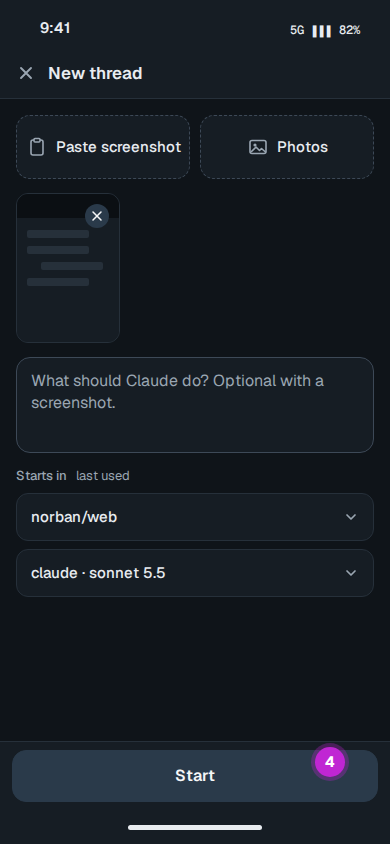 9:41
5G 82%
New thread
Paste screenshot
Photos
What should Claude do? Optional with a
screenshot.
Starts in last used
norban/web
claude · sonnet 5.5
Start
4